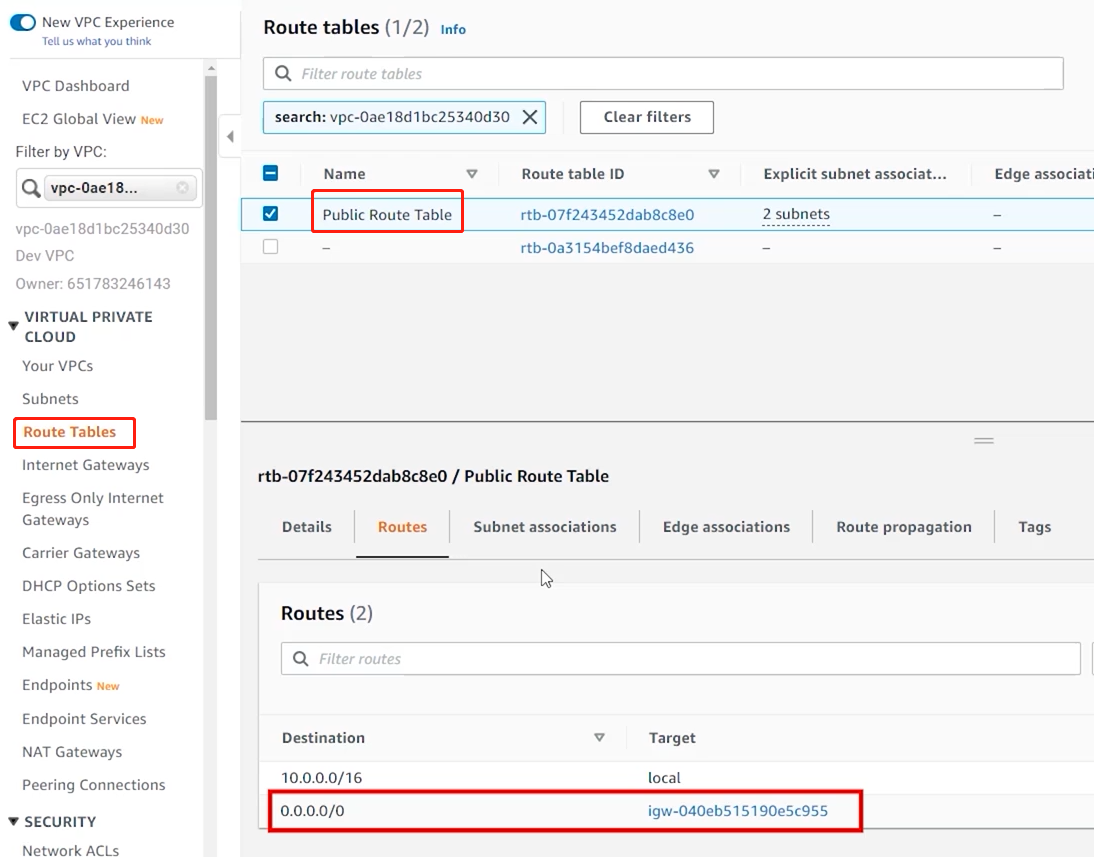 New VPC Experience
Tell us what you think
VPC Dashboard
EC2 Global View New
Filter by VPC:
vpc-0ae18...
vpc-0ae18d1bc25340d30
Dev VPC
Owner: 651783246143
VIRTUAL PRIVATE
CLOUD
Your VPCs
Subnets
Route Tables
Internet Gateways
Egress Only Internet
Gateways
Carrier Gateways
DHCP Options Sets
Elastic IPs
Managed Prefix Lists
Endpoints New
Endpoint Services
NAT Gateways
Peering Connections
SECURITY
Network ACLs
Route tables (1/2) Info
Filter route tables
search: vpc-0ae18d1bc25340d30
Clear filters
Name Route table ID Explicit subnet associat... Edge associati
Public Route Table rtb-07f243452dab8c8e0 2 subnets –
– rtb-0a3154bef8daed436 – –
rtb-07f243452dab8c8e0 / Public Route Table
Details Routes Subnet associations Edge associations Route propagation Tags
Routes (2)
Filter routes
Destination Target
10.0.0.0/16 local
0.0.0.0/0 igw-040eb515190e5c955